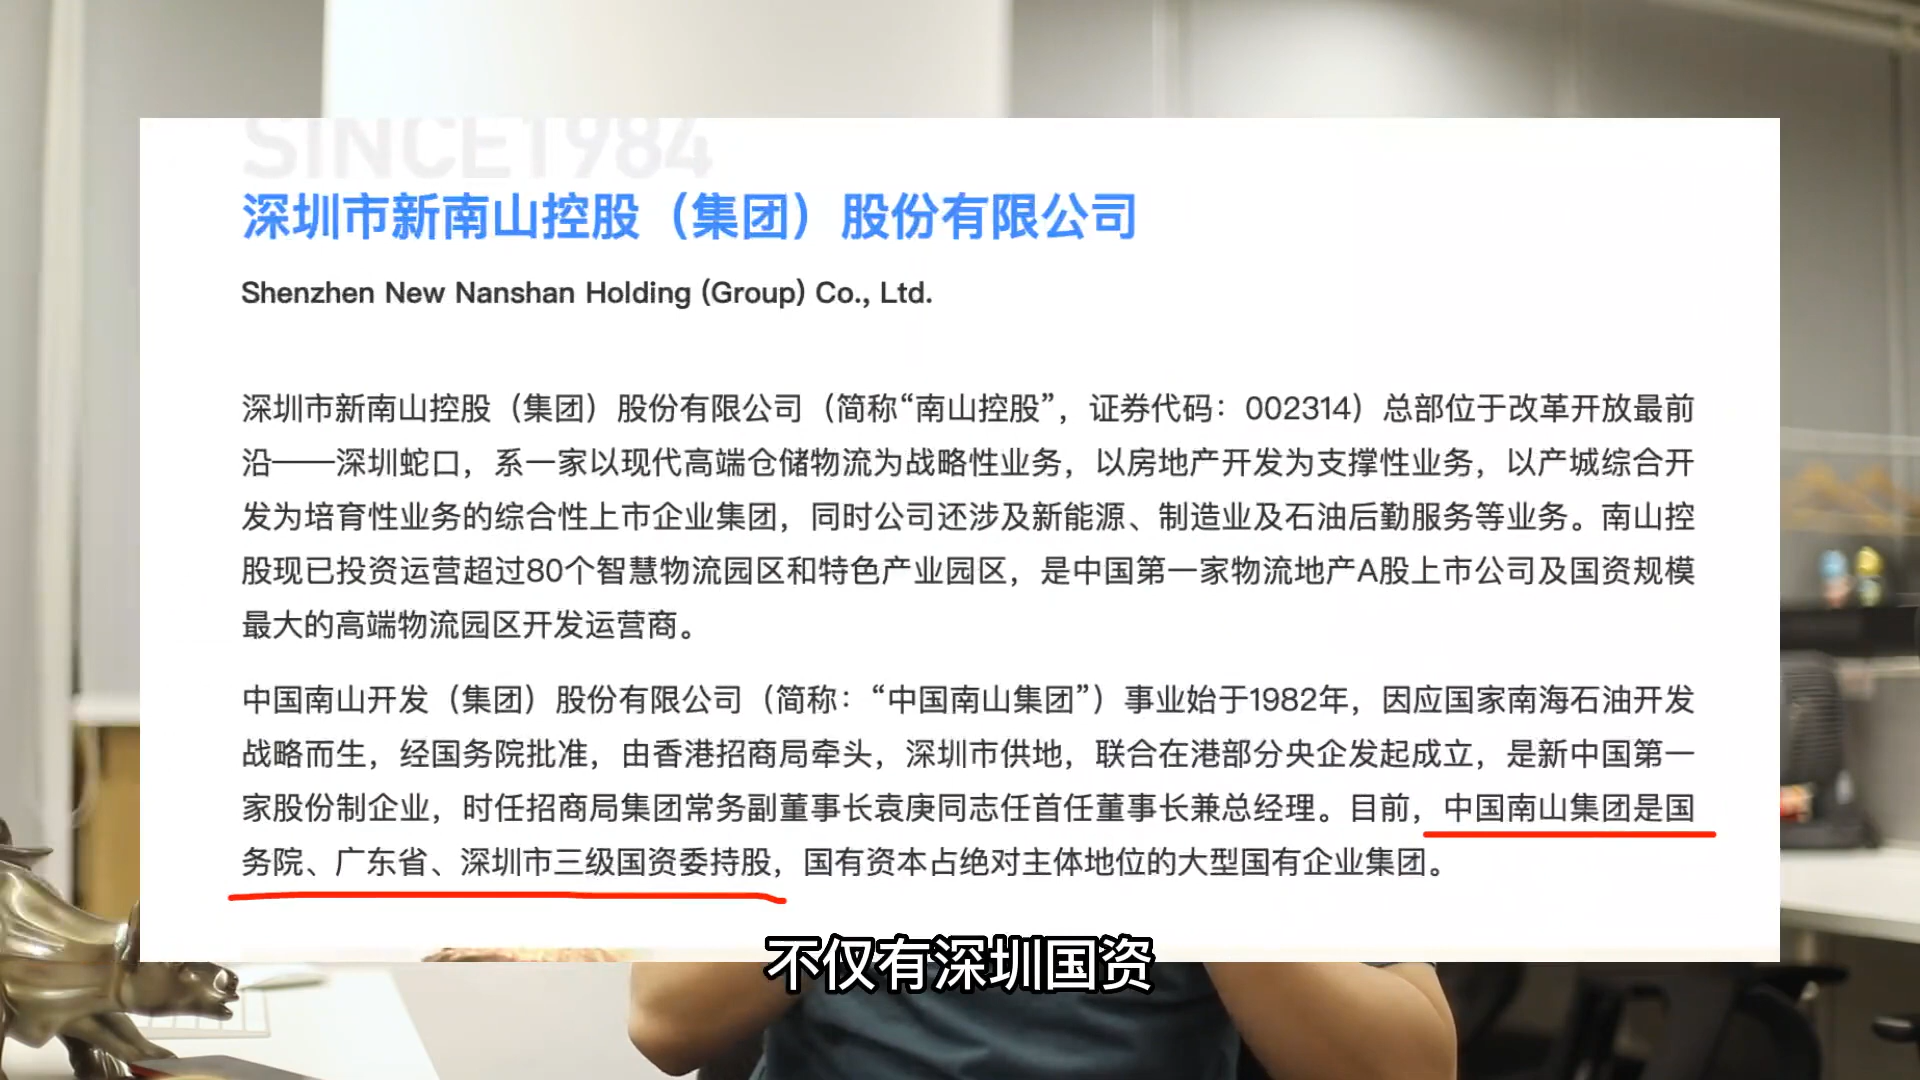 SINCE1984
深圳市新南山控股（集团）股份有限公司
Shenzhen New Nanshan Holding (Group) Co., Ltd.
深圳市新南山控股（集团）股份有限公司（简称“南山控股”，证券代码：002314）总部位于改革开放最前
沿——深圳蛇口，系一家以现代高端仓储物流为战略性业务，以房地产开发为支撑性业务，以产城综合开
发为培育性业务的综合性上市企业集团，同时公司还涉及新能源、制造业及石油后勤服务等业务。南山控
股现已投资运营超过80个智慧物流园区和特色产业园区，是中国第一家物流地产A股上市公司及国资规模
最大的高端物流园区开发运营商。
中国南山开发（集团）股份有限公司（简称：“中国南山集团”）事业始于1982年，因应国家南海石油开发
战略而生，经国务院批准，由香港招商局牵头，深圳市供地，联合在港部分央企发起成立，是新中国第一
家股份制企业，时任招商局集团常务副董事长袁庚同志任首任董事长兼总经理。目前，中国南山集团是国
务院、广东省、深圳市三级国资委持股，国有资本占绝对主体地位的大型国有企业集团。
不仅有深圳国资